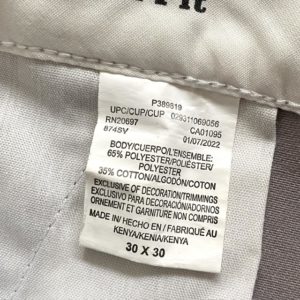 Fit
P389619
UPC/CUP/CUP 029311069056
RN20697 CA01095
874SV 01/07/2022
BODY/CUERPO/L'ENSEMBLE:
65% POLYESTER/POLIÉSTER/
POLYESTER
35% COTTON/ALGODÓN/COTON
EXCLUSIVE OF DECORATION/TRIMMINGS
EXCLUSIVO PARA DECORACIÓN/ADORNOS
ORNEMENT ET GARNITURE NON COMPRIS
MADE IN/ HECHO EN / FABRIQUÉ AU
KENYA/KENIA/KENYA
30 X 30